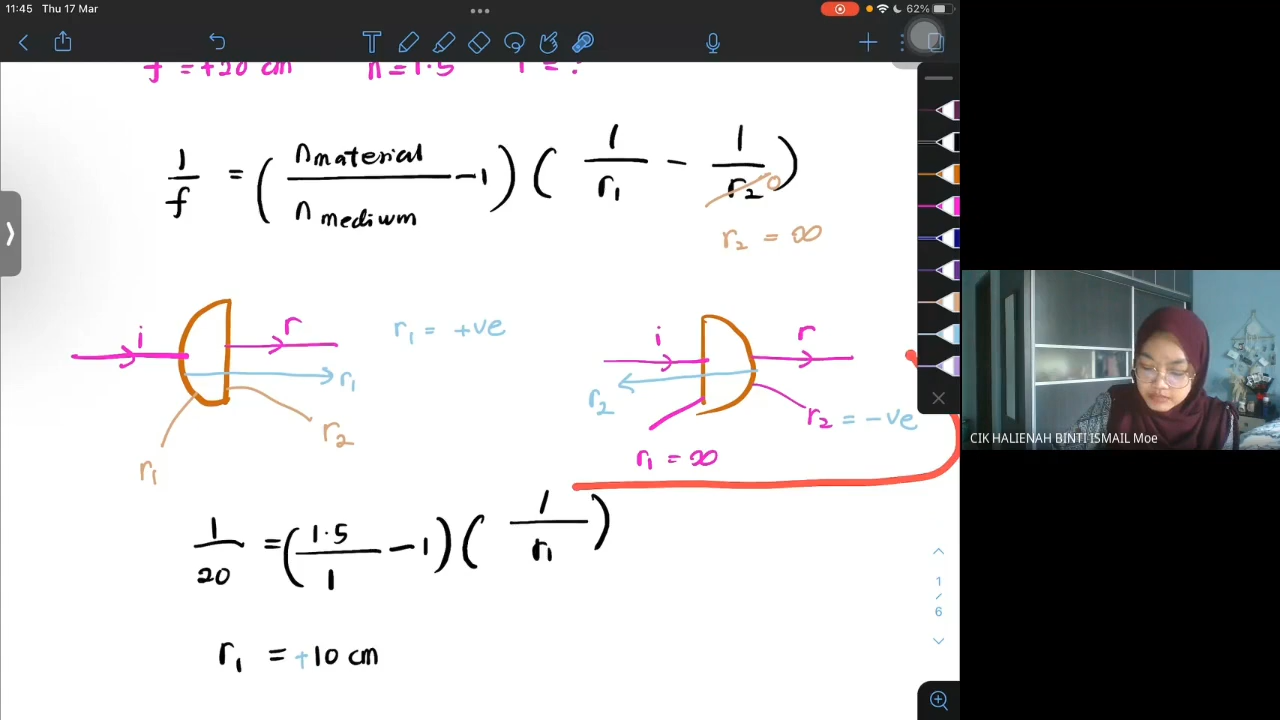 11:45 Thu 17 Mar
62%
f = +20 cm n = 1.5 r = ?
1/f = (n material / n medium − 1) ( 1/r1 − 1/r2 ) 0
r2 = ∞
i r r1 = +ve
r1
r2
r1
i r
r2
r2 = −ve
r1 = ∞
1/20 = (1.5/1 − 1) ( 1/r1 )
r1 = +10 cm
1
/
6
CIK HALIENAH BINTI ISMAIL Moe